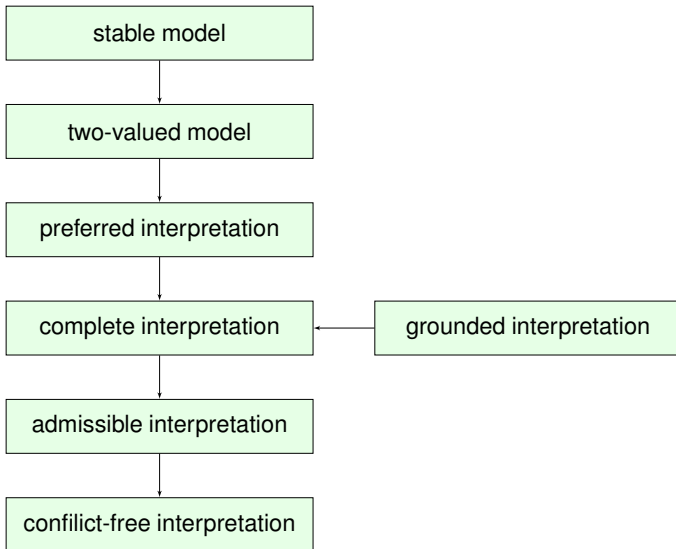 stable model
two-valued model
preferred interpretation
complete interpretation
grounded interpretation
admissible interpretation
confilict-free interpretation